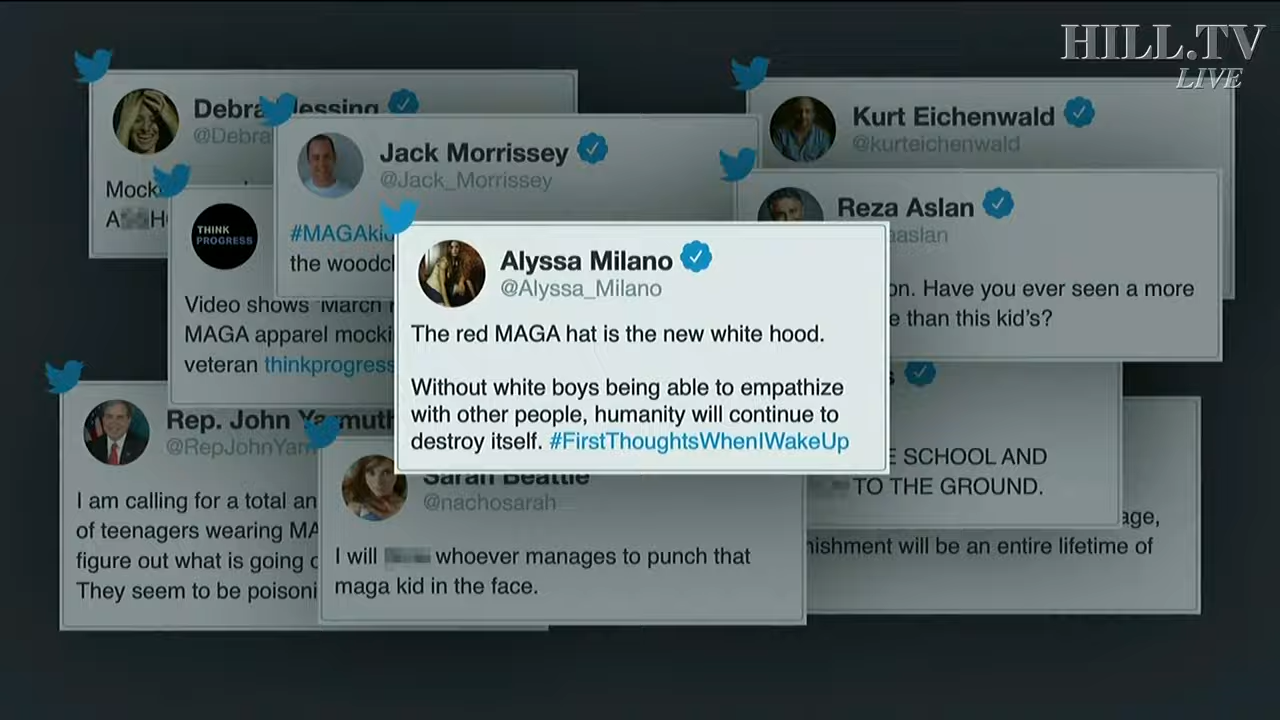 HILL.TV
LIVE
Debra Messing
@Debra
Mock
Jack Morrissey
@Jack_Morrissey
#MAGAkid
the
Kurt Eichenwald
@kurteichenwald
Reza Aslan
aslan
on. Have you ever seen a more
than this kid's?
THINK
PROGRESS
Video shows 'March
MAGA apparel
veteran thinkprogress
Alyssa Milano
@Alyssa_Milano
The red MAGA hat is the new white hood.
Without white boys being able to empathize
with other people, humanity will continue to
destroy itself. #FirstThoughtsWhenIWakeUp
Rep. John Yarmuth
@RepJohnYarm
I am calling for a total an
of teenagers wearing MA
figure out what is going
They seem to be
Sarah Beattie
@nachosarah
I will whoever manages to punch that
maga kid in the face.
SCHOOL AND
TO THE GROUND.
age,
nishment will be an entire lifetime of